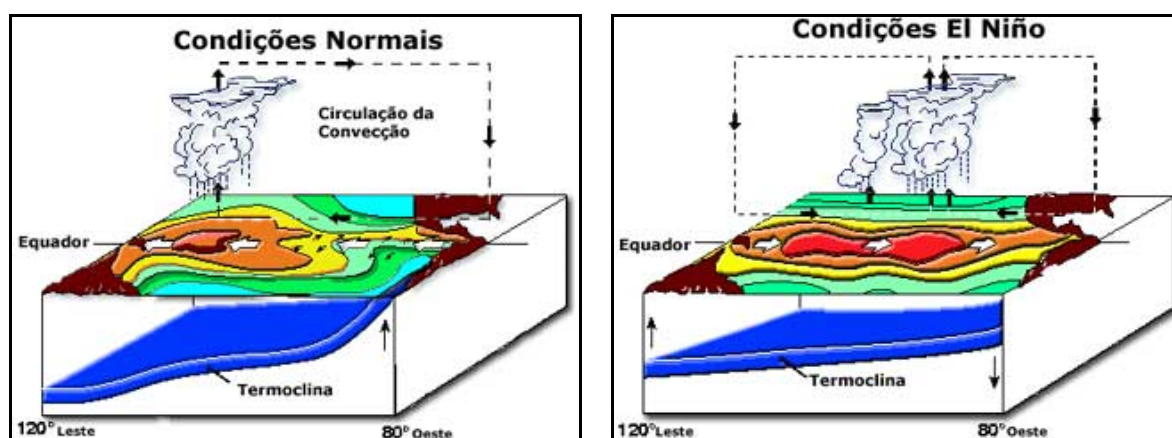 Condições Normais
Circulação da
Convecção
Equador
Termoclina
120° Leste
80° Oeste
Condições El Niño
Equador
Termoclina
120° Leste
80° Oeste